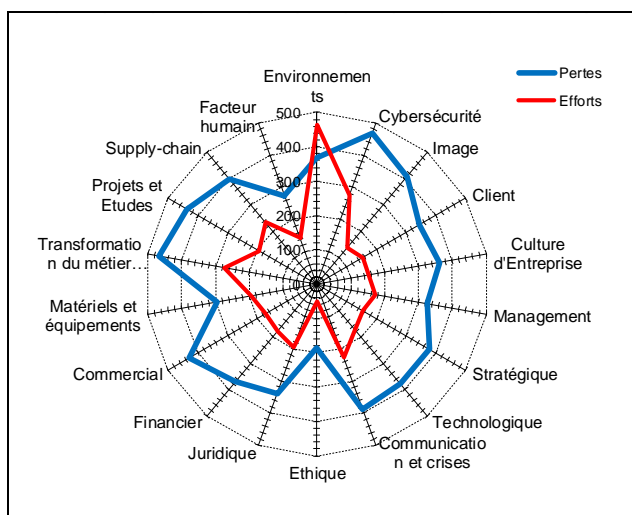 Environnemen
ts
Pertes
Efforts
Facteur
humain
Cybersécurité
Supply-chain
Image
Projets et
Etudes
Client
Transformatio
n du métier…
Culture
d'Entreprise
Matériels et
équipements
Management
Commercial
Stratégique
Financier
Technologique
Juridique
Communicatio
n et crises
Ethique
500
400
300
200
100
0